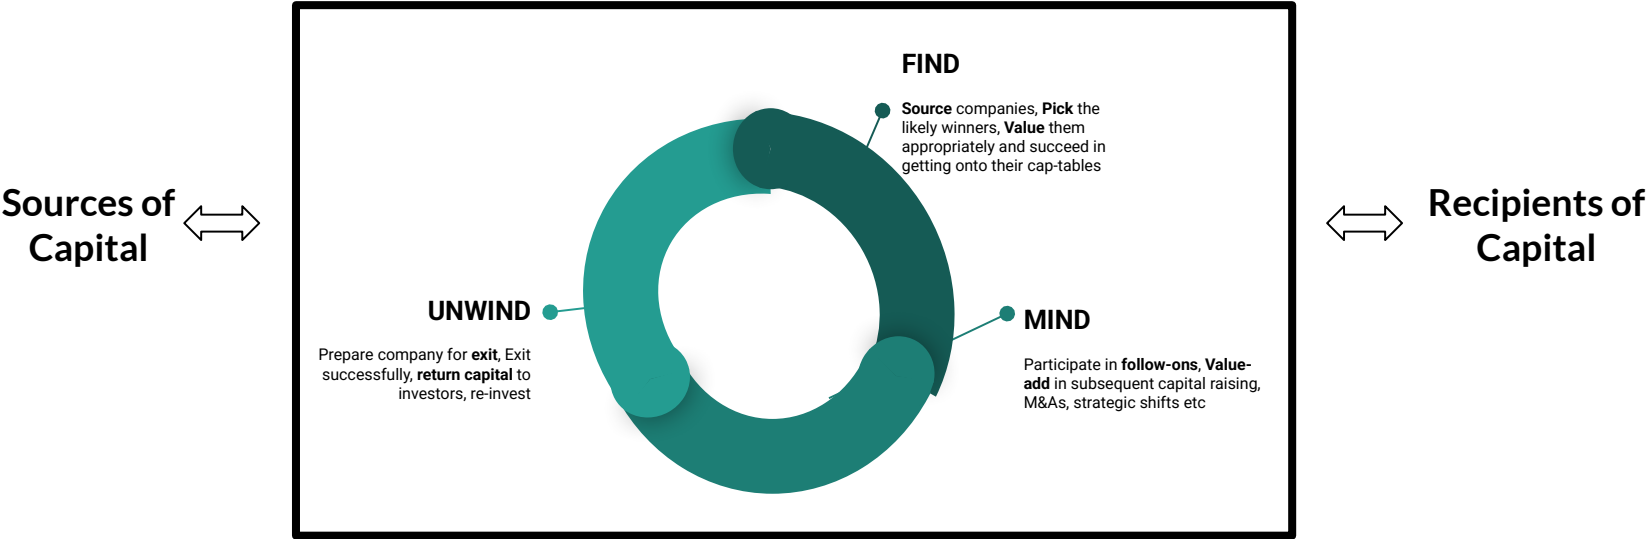 Sources of
Capital
FIND
Source companies, Pick the
likely winners, Value them
appropriately and succeed in
getting onto their cap-tables
MIND
Participate in follow-ons, Value-
add in subsequent capital raising,
M&As, strategic shifts etc
UNWIND
Prepare company for exit, Exit
successfully, return capital to
investors, re-invest
Recipients of
Capital